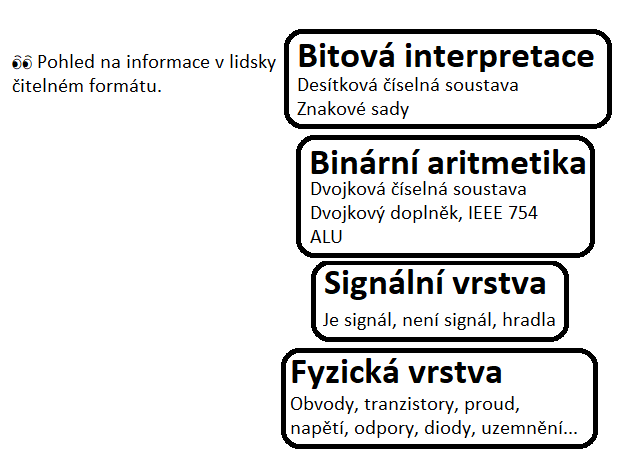 👀 Pohled na informace v lidsky
čitelném formátu.
Bitová interpretace
Desítková číselná soustava
Znakové sady
Binární aritmetika
Dvojková číselná soustava
Dvojkový doplněk, IEEE 754
ALU
Signální vrstva
Je signál, není signál, hradla
Fyzická vrstva
Obvody, tranzistory, proud,
napětí, odpory, diody, uzemnění...